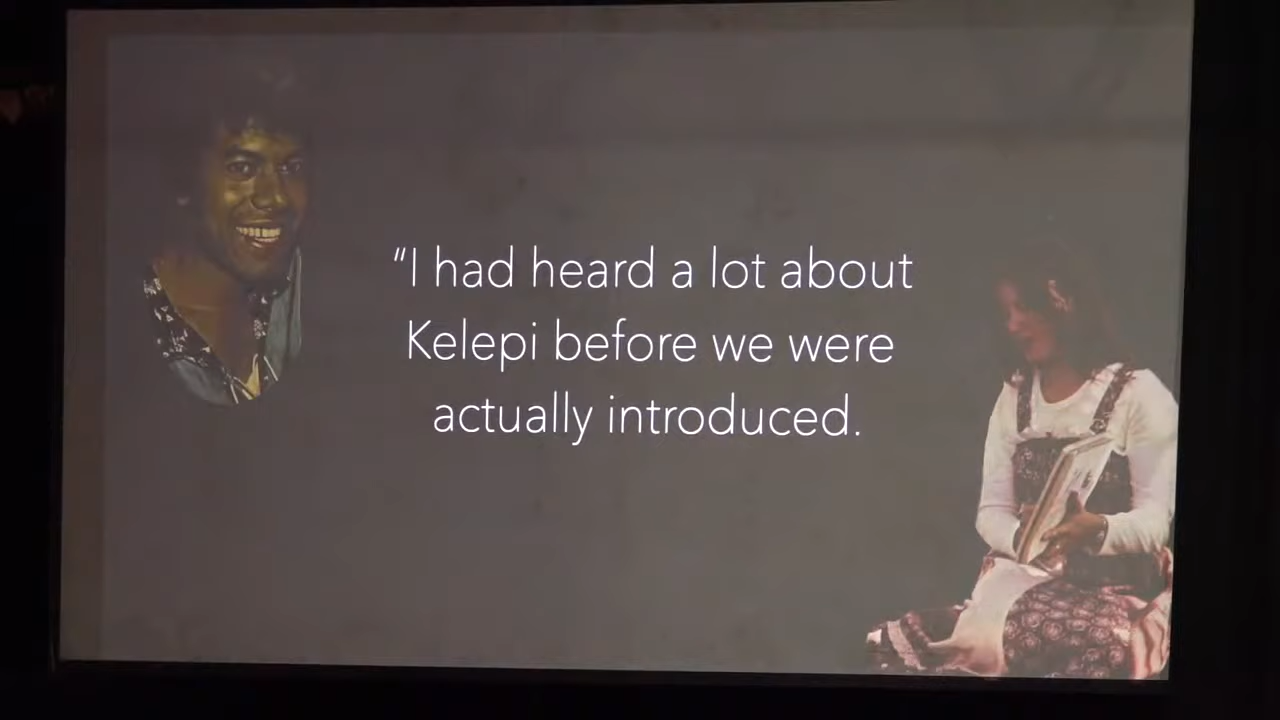 “I had heard a lot about
Kelepi before we were
actually introduced.